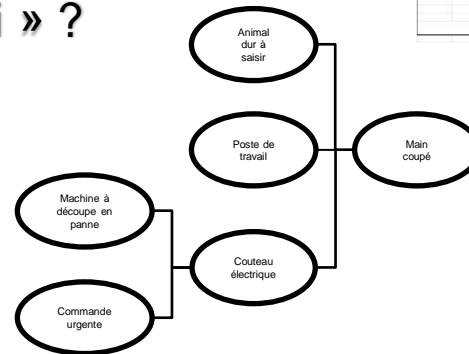 » ?
Animal
dur à
saisir
Poste de
travail
Main
coupé
Machine à
découpe en
panne
Couteau
électrique
Commande
urgente